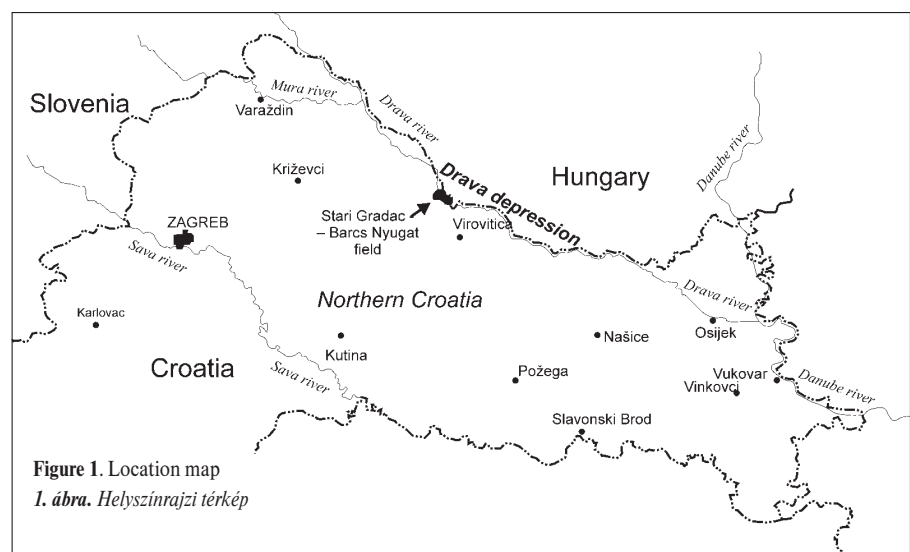 Slovenia
Mura river
Varaždin
Drava river
Križevci
Hungary
Danube river
Drava depression
Stari Gradac
– Barcs Nyugat
field
Virovitica
ZAGREB
Sava river
Northern Croatia
Drava river
Karlovac
Osijek
Našice
Kutina
Croatia
Sava river
Požega
Vukovar
Vinkovci
Danube river
Slavonski Brod
Figure 1. Location map
1. ábra. Helyszínrajzi térkép